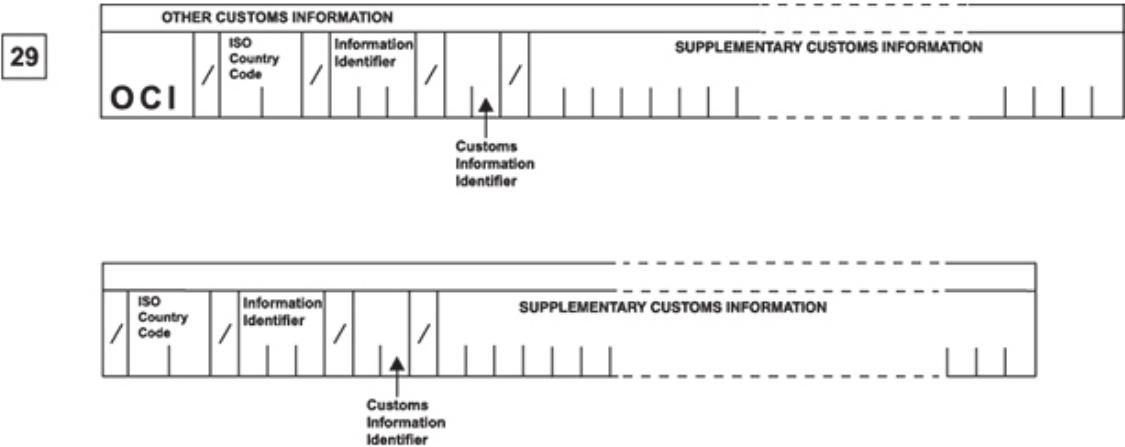 29
OTHER CUSTOMS INFORMATION
OCI / ISO Country Code / Information Identifier / / SUPPLEMENTARY CUSTOMS INFORMATION
Customs
Information
Identifier
/ ISO Country Code / Information Identifier / / SUPPLEMENTARY CUSTOMS INFORMATION
Customs
Information
Identifier